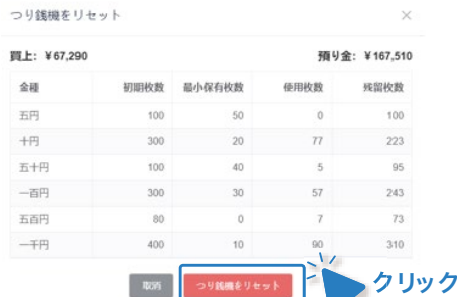 つり銭機をリセット ×
買上: ¥67,290 預り金: ¥167,510
金種 初期枚数 最小保有枚数 使用枚数 残留枚数
五円 100 50 0 100
十円 300 20 77 223
五十円 100 40 5 95
一百円 300 30 57 243
五百円 80 0 7 73
一千円 400 10 90 310
取消 つり銭機をリセット クリック